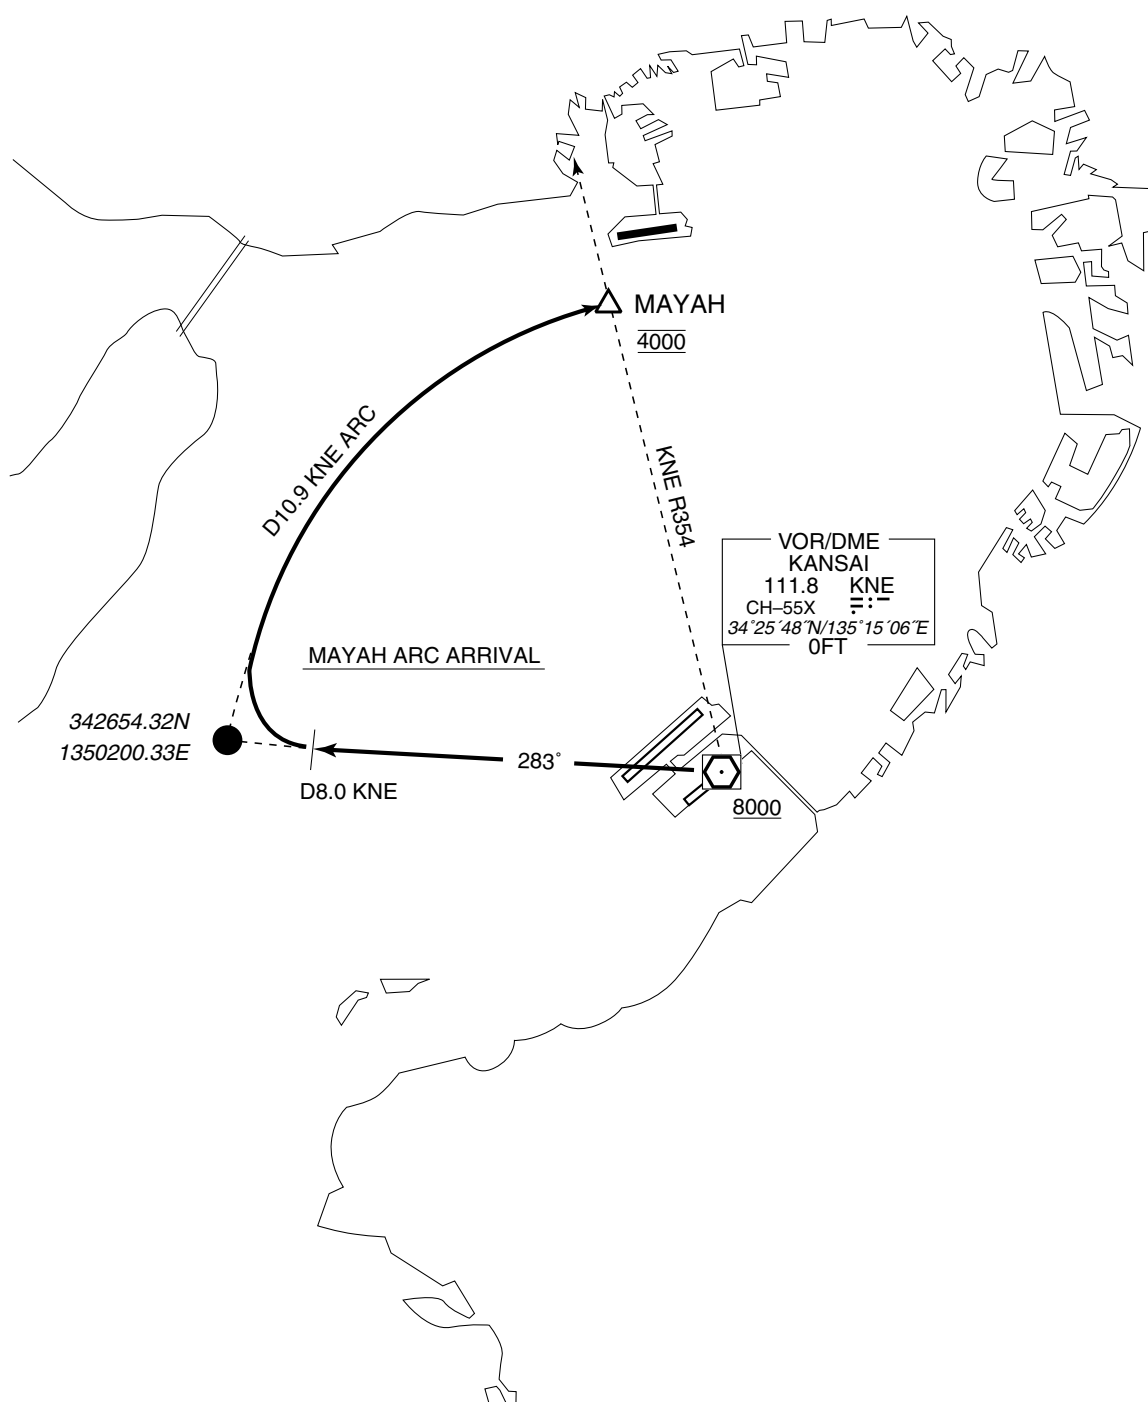 MAYAH
4000
D10.9 KNE ARC
KNE R354
VOR/DME
KANSAI
111.8 KNE
CH–55X
34°25´48˝N/135°15´06˝E
0FT
MAYAH ARC ARRIVAL
342654.32N
1350200.33E
283°
D8.0 KNE
8000